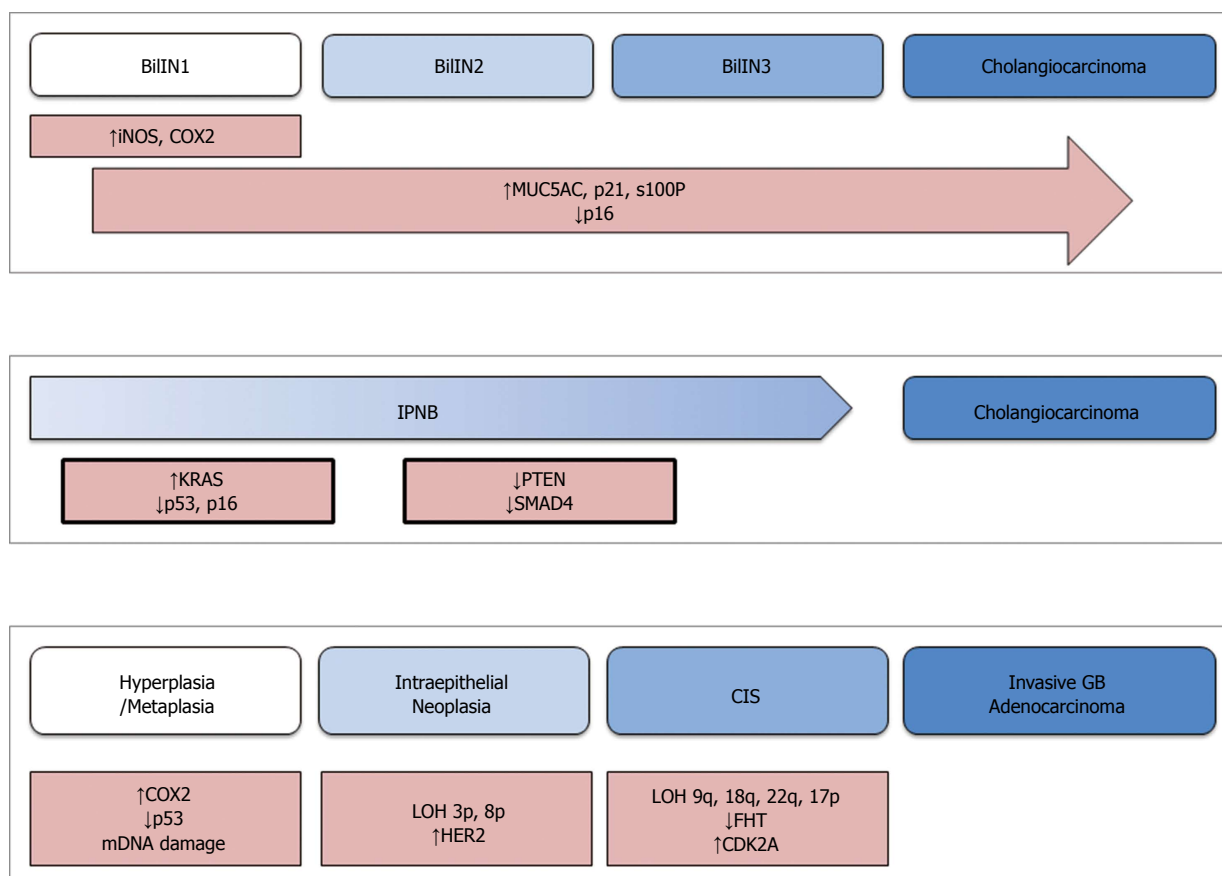 BilIN1
BilIN2
BilIN3
Cholangiocarcinoma
↑iNOS, COX2
↑MUC5AC, p21, s100P
↓p16
IPNB
Cholangiocarcinoma
↑KRAS
↓p53, p16
↓PTEN
↓SMAD4
Hyperplasia
/Metaplasia
Intraepithelial
Neoplasia
CIS
Invasive GB
Adenocarcinoma
↑COX2
↓p53
mDNA damage
LOH 3p, 8p
↑HER2
LOH 9q, 18q, 22q, 17p
↓FHT
↑CDK2A